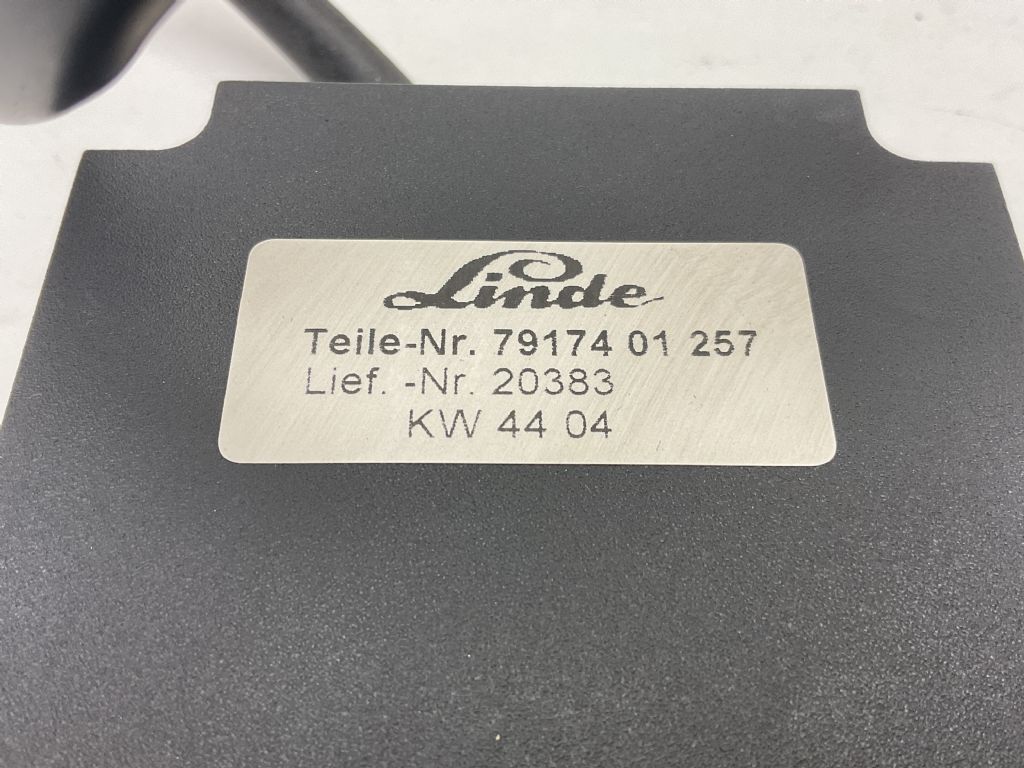 Linde
Teile-Nr. 79174 01 257
Lief. -Nr. 20383
KW 44 04